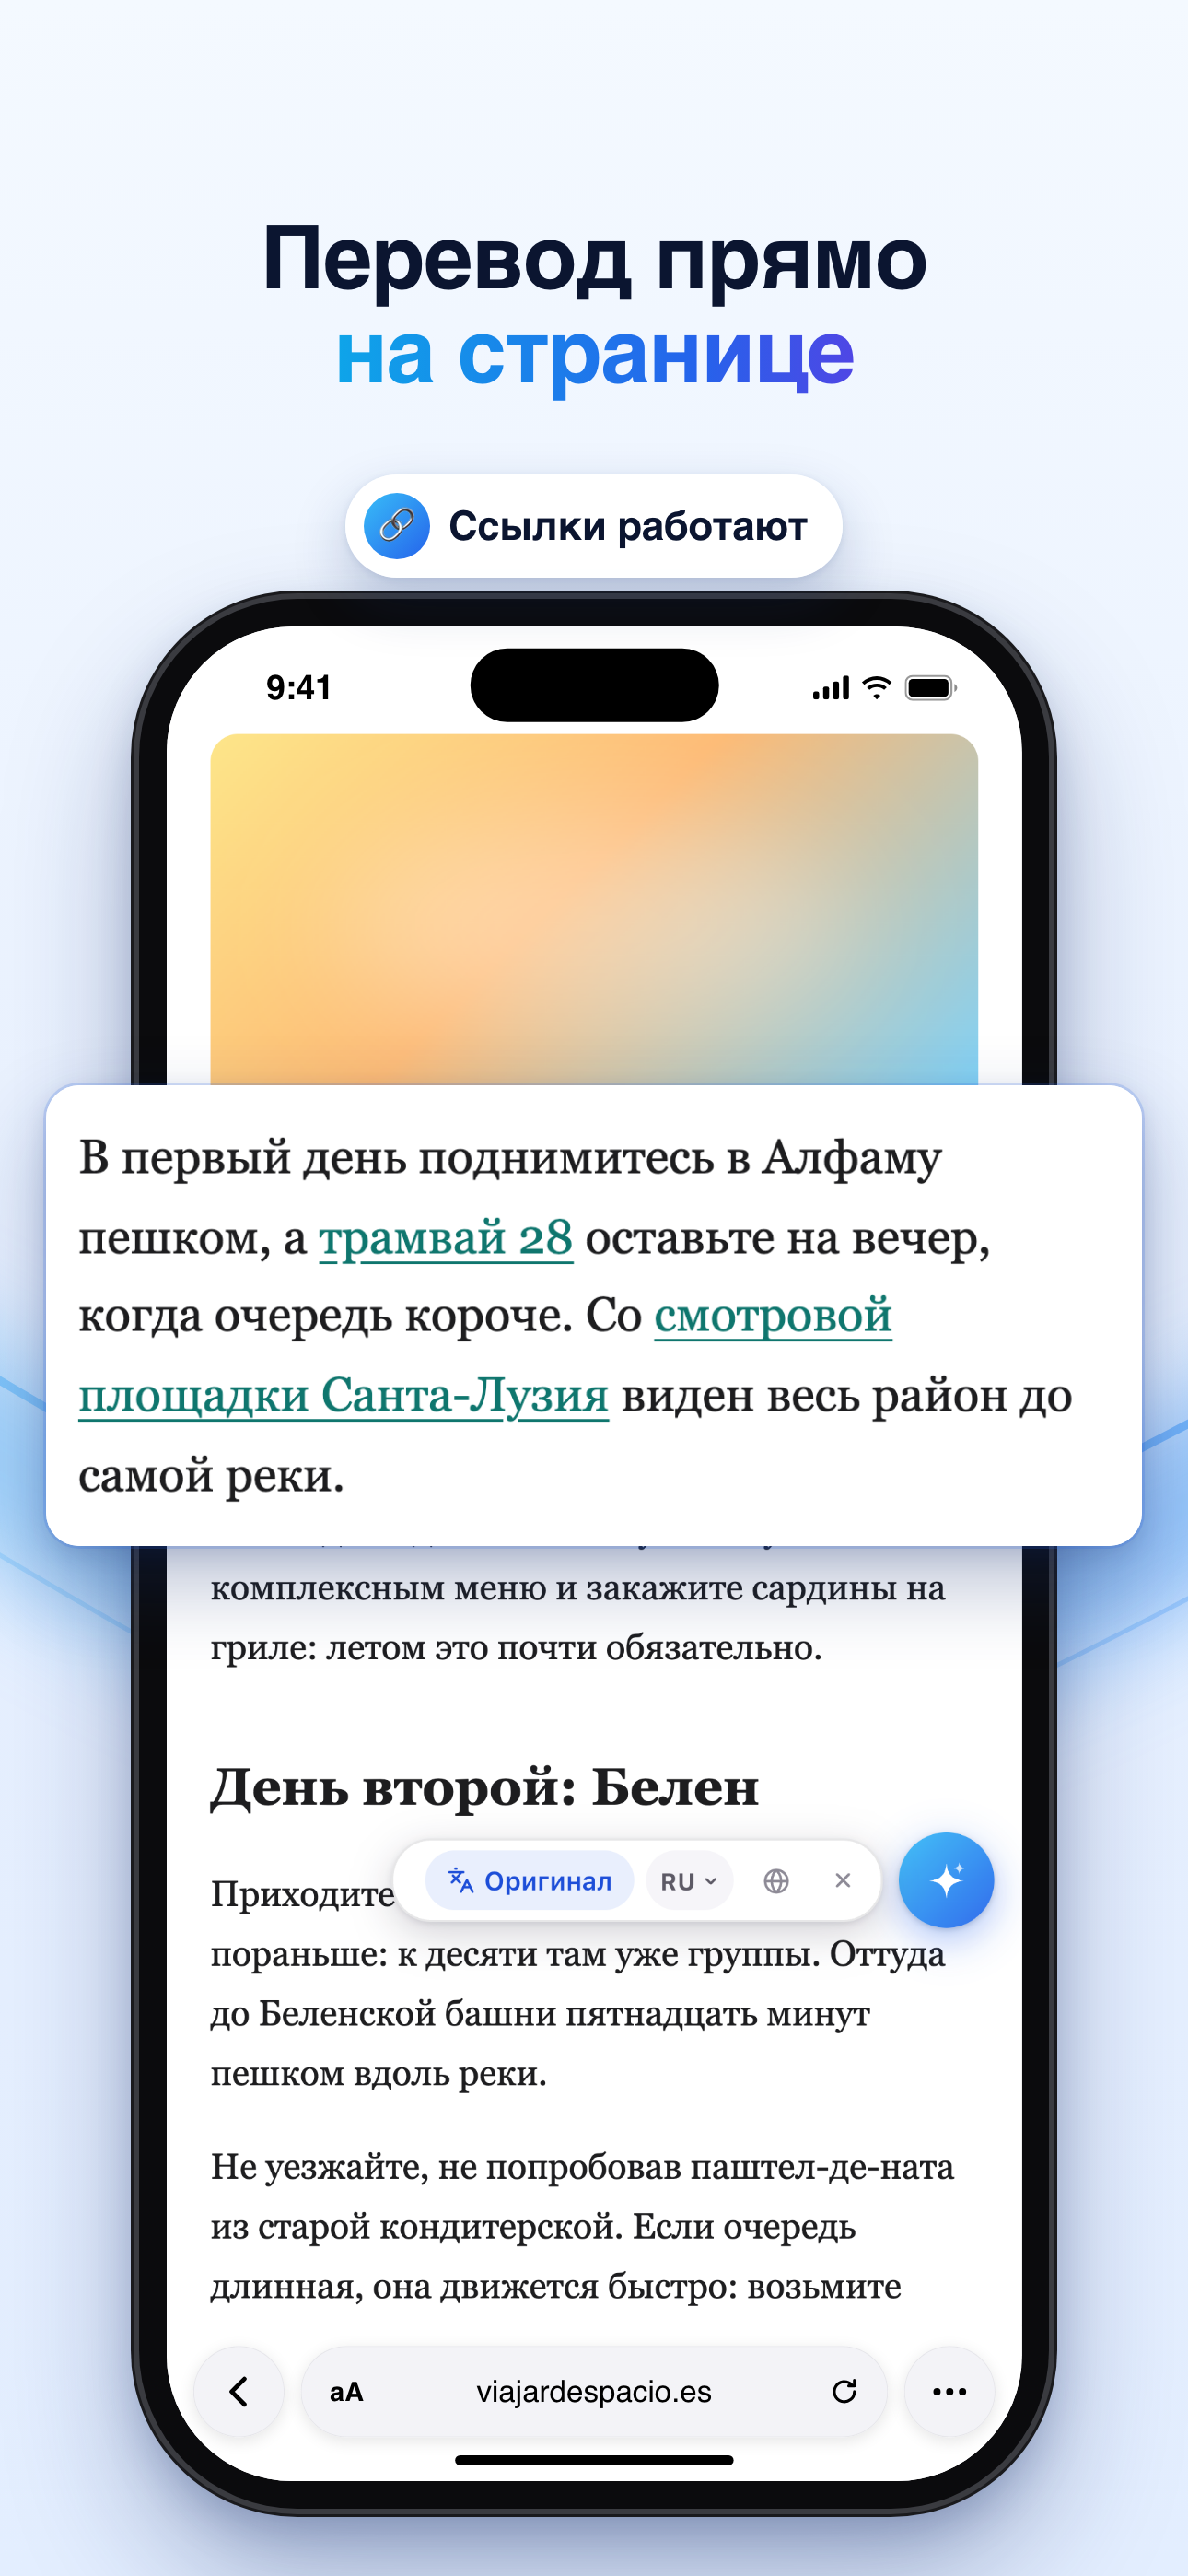 Перевод прямо
на странице
Ссылки работают
9:41
В первый день поднимитесь в Алфаму
пешком, а трамвай 28 оставьте на вечер,
когда очередь короче. Со смотровой
площадки Санта-Лузия виден весь район до
самой реки.
комплексным меню и закажите сардины на
гриле: летом это почти обязательно.
День второй: Белен
Оригинал RU
Приходите
пораньше: к десяти там уже группы. Оттуда
до Беленской башни пятнадцать минут
пешком вдоль реки.
Не уезжайте, не попробовав паштел-де-ната
из старой кондитерской. Если очередь
длинная, она движется быстро: возьмите
aA viajardespacio.es